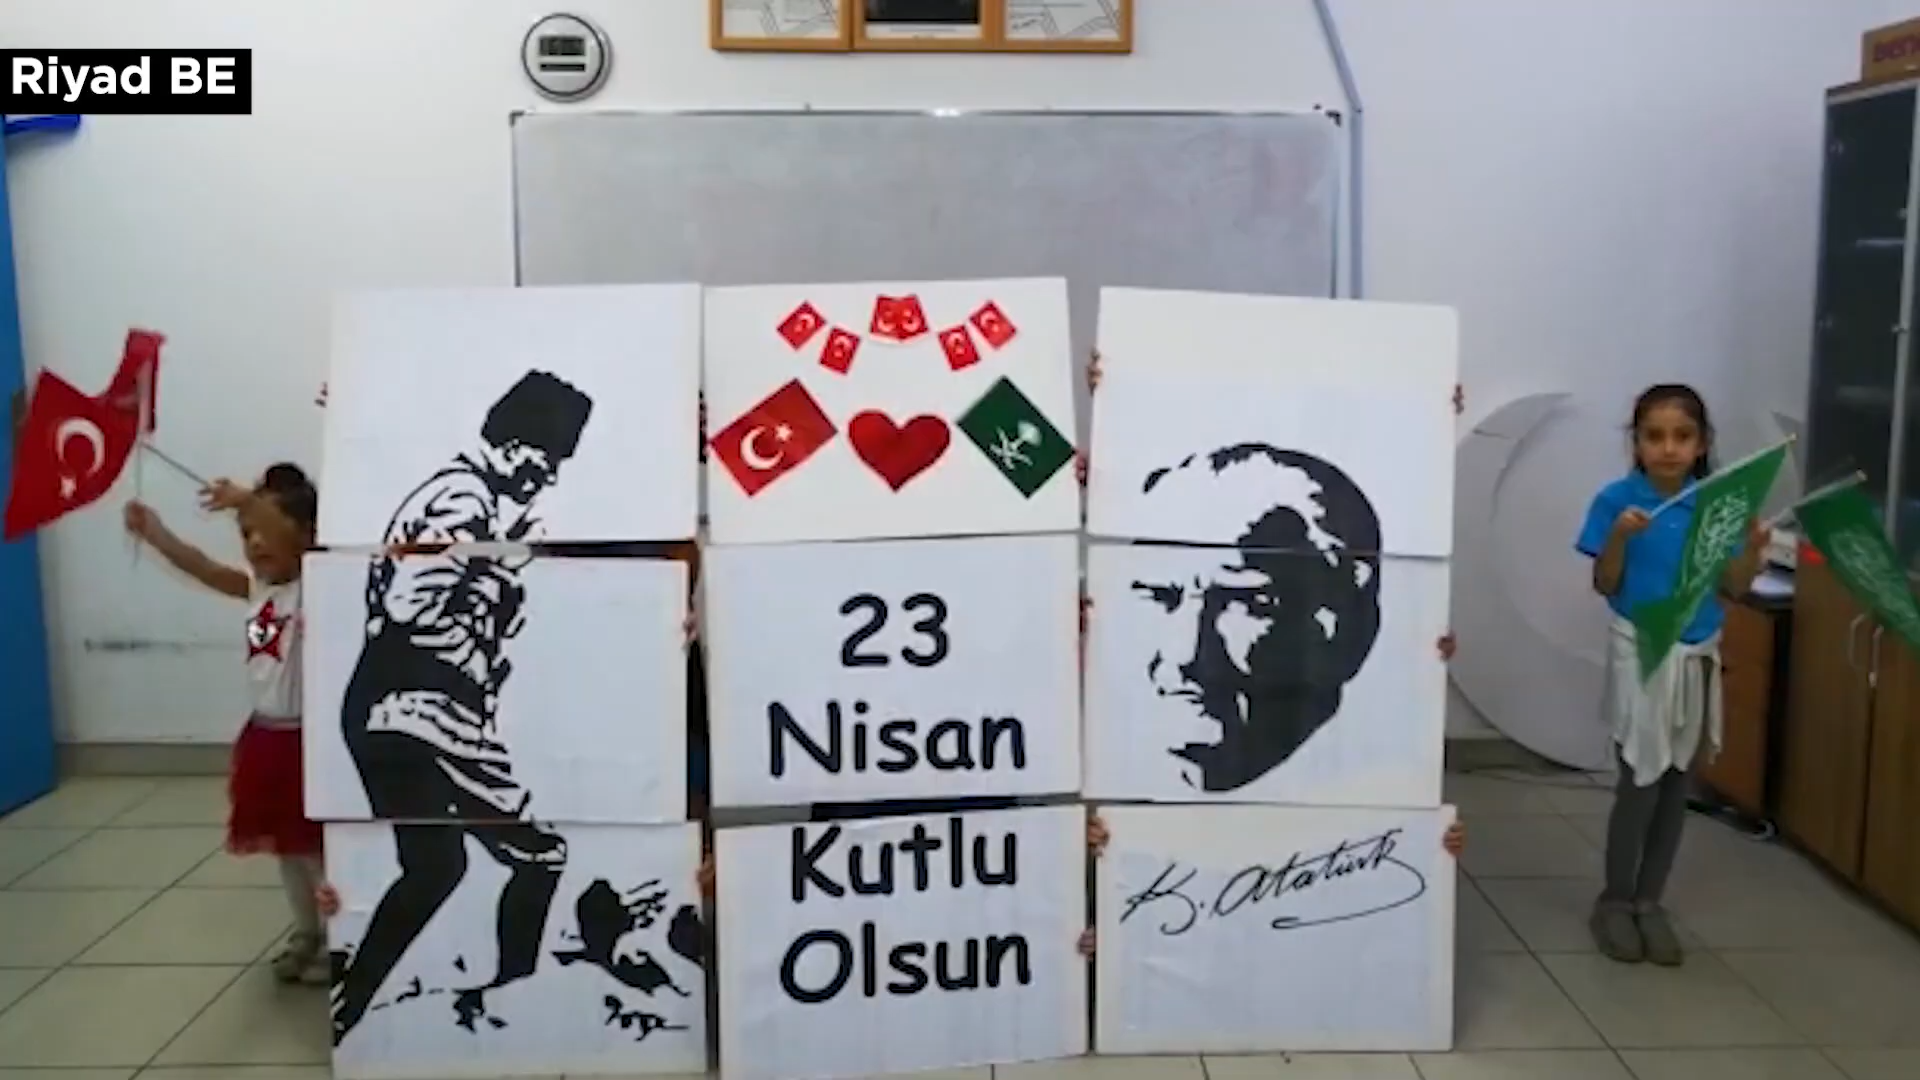 Riyad BE
23
Nisan
Kutlu
Olsun
K. Atatürk